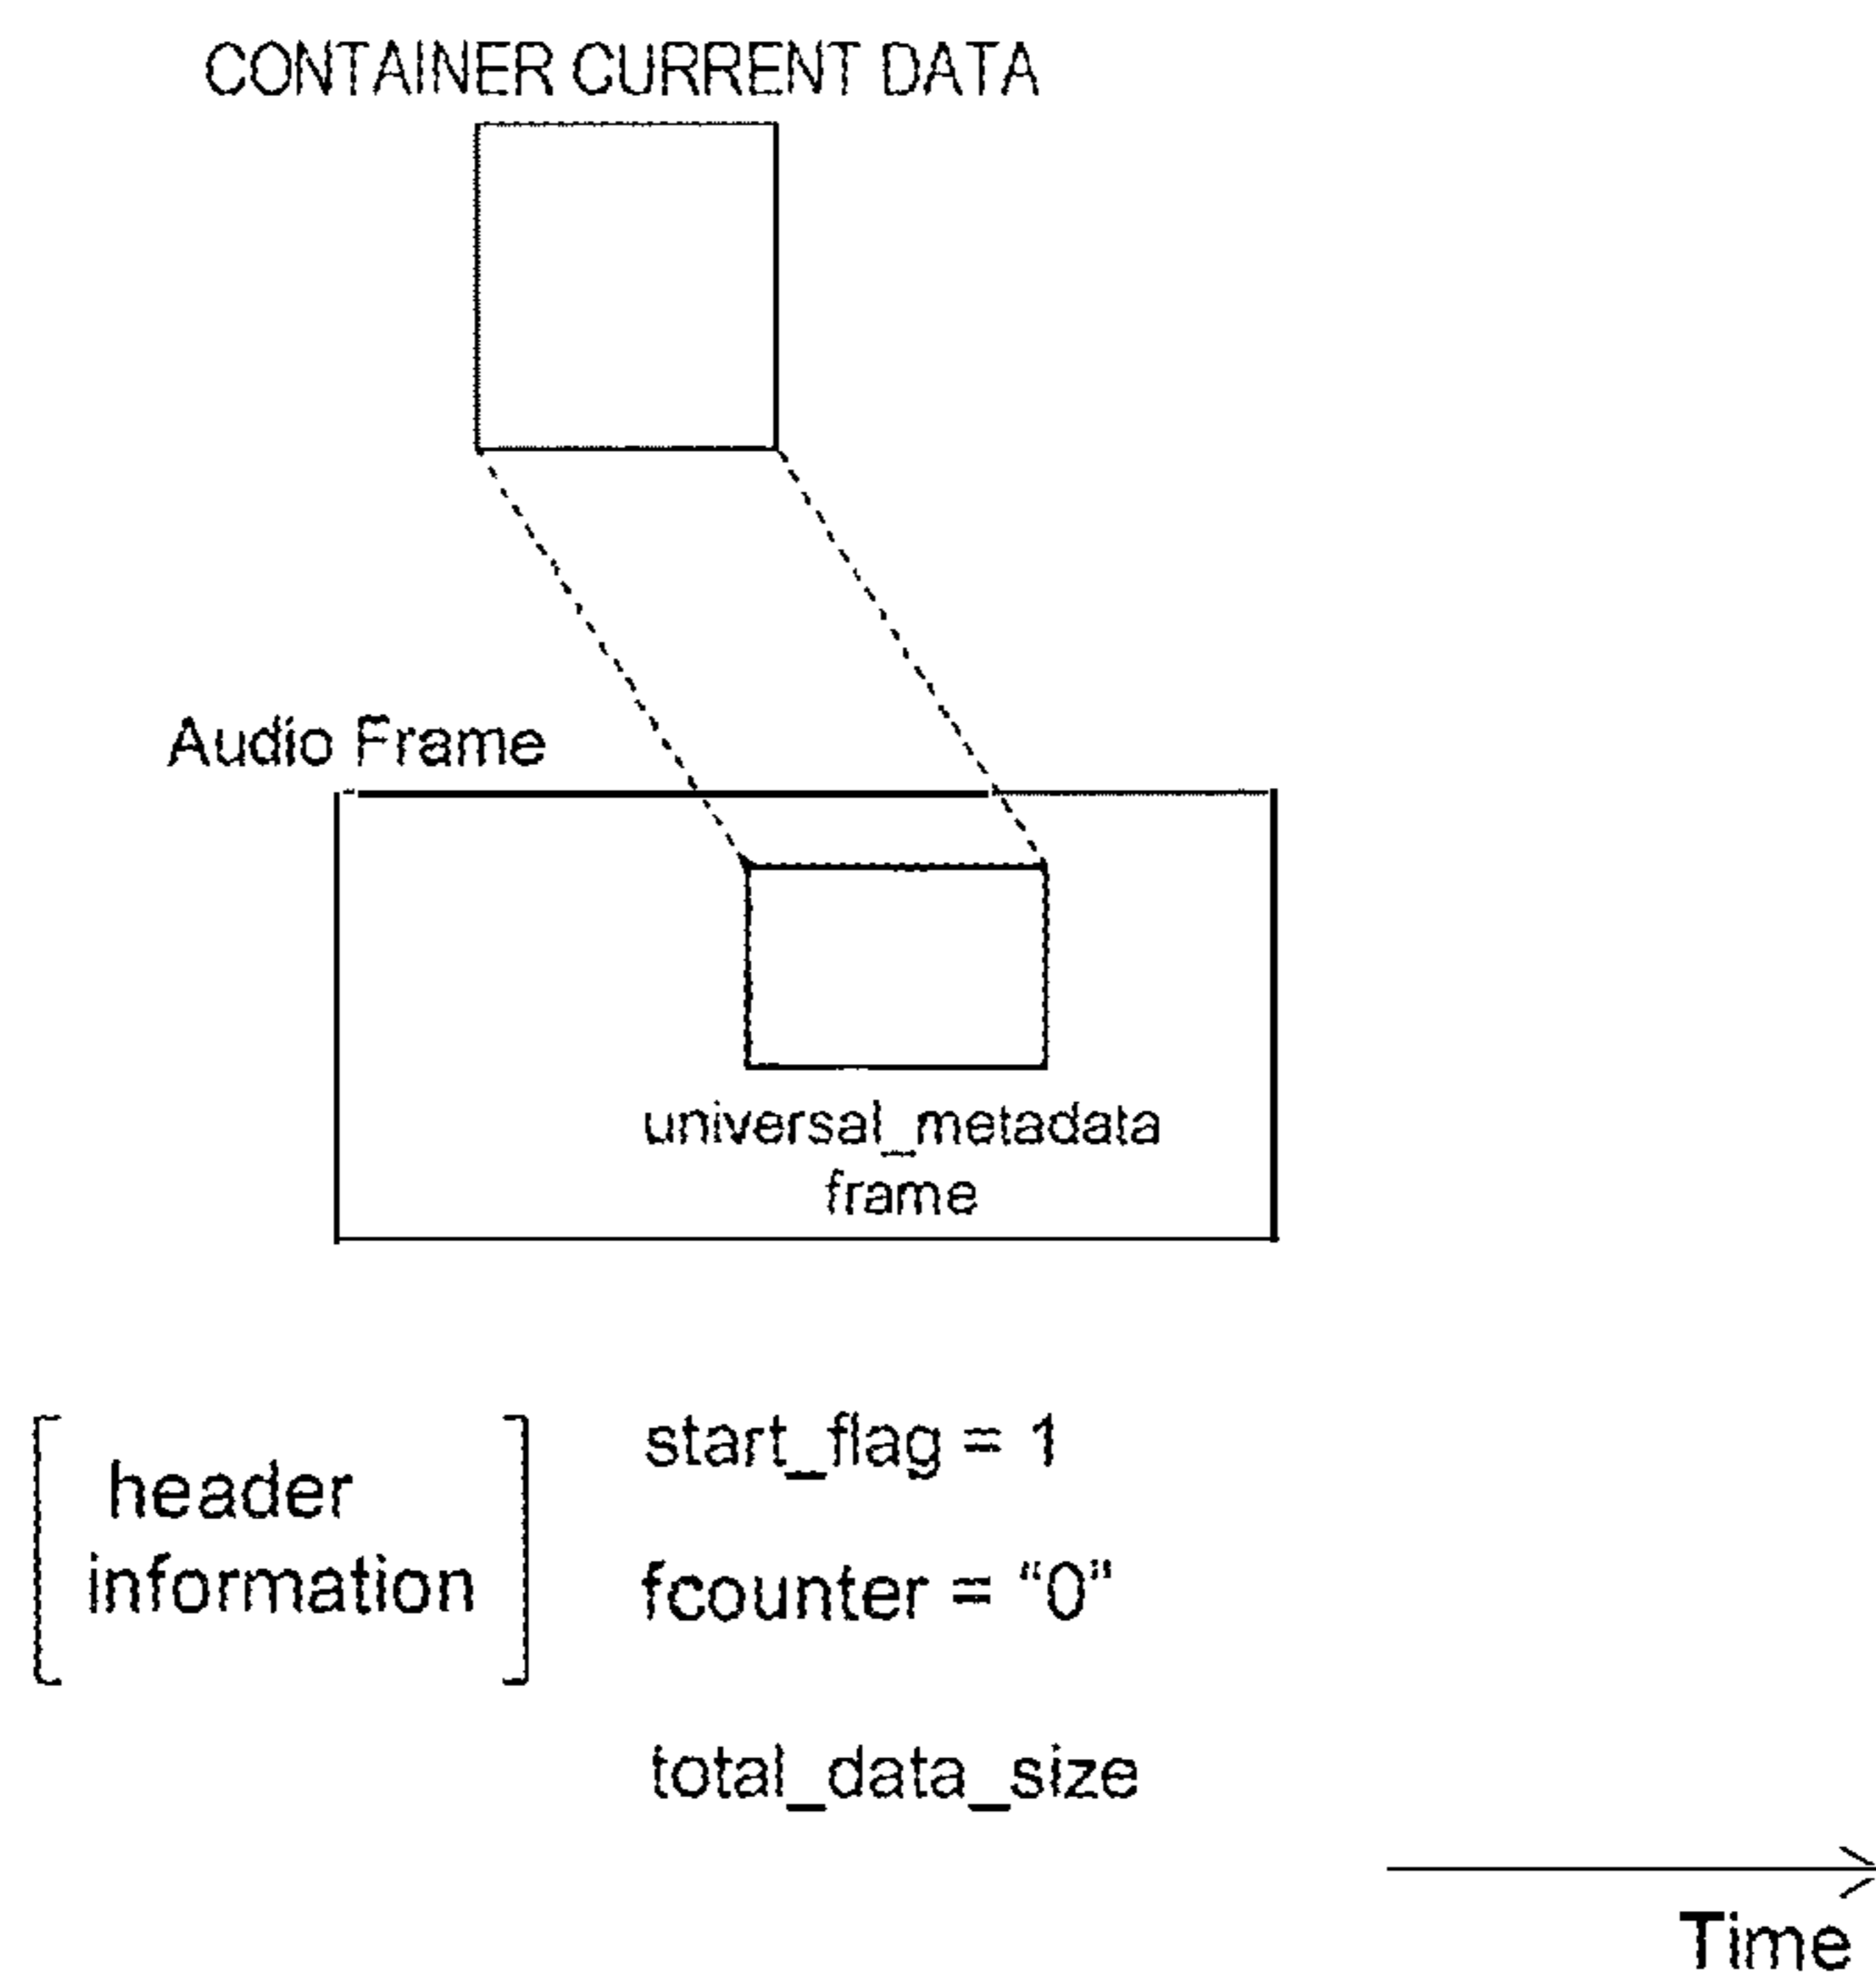 CONTAINER CURRENT DATA
Audio Frame
universal_metadata
frame
header
information
start_flag = 1
fcounter = “0”
total_data_size
Time